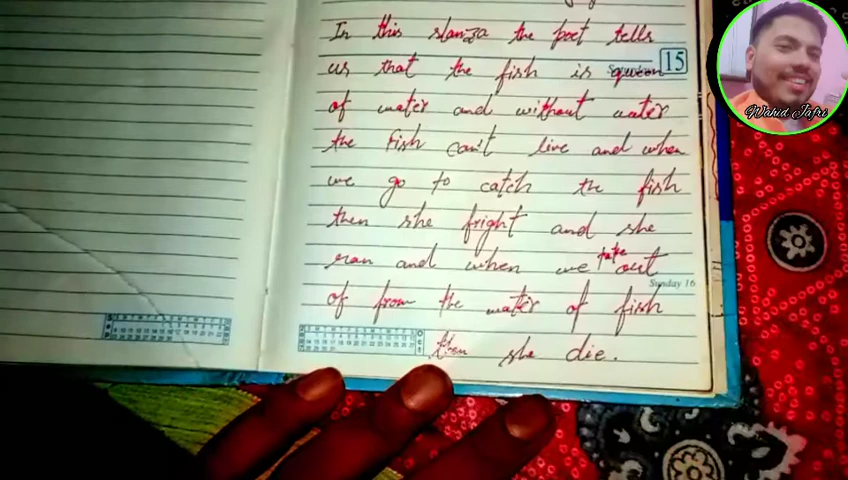 In this stanza the poet tells
us that the fish is queen
15
of water and without water
the Fish can't live and when
we go to catch the fish
then she fright and she
ran and when we take out
Sunday 16
of from the water of fish
then she die.
Wahid Jafri